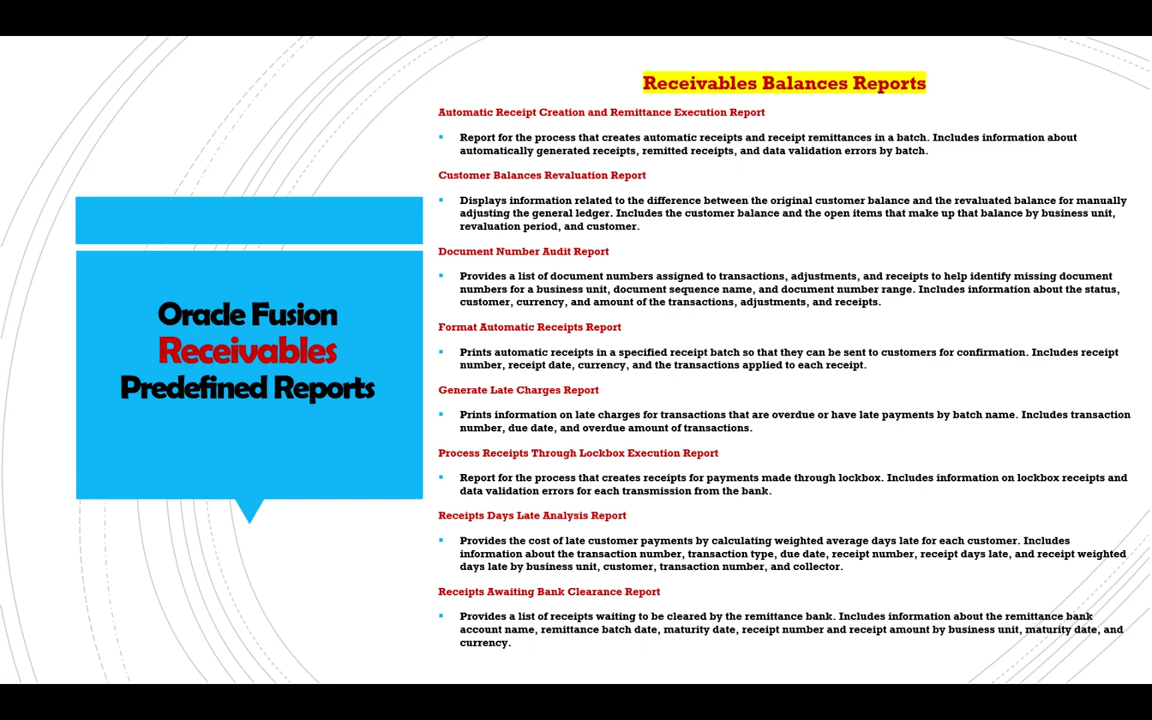 Oracle Fusion
Receivables
Predefined Reports
Receivables Balances Reports
Automatic Receipt Creation and Remittance Execution Report
Report for the process that creates automatic receipts and receipt remittances in a batch. Includes information about
automatically generated receipts, remitted receipts, and data validation errors by batch.
Customer Balances Revaluation Report
Displays information related to the difference between the original customer balance and the revaluated balance for manually
adjusting the general ledger. Includes the customer balance and the open items that make up that balance by business unit,
revaluation period, and customer.
Document Number Audit Report
Provides a list of document numbers assigned to transactions, adjustments, and receipts to help identify missing document
numbers for a business unit, document sequence name, and document number range. Includes information about the status,
customer, currency, and amount of the transactions, adjustments, and receipts.
Format Automatic Receipts Report
Prints automatic receipts in a specified receipt batch so that they can be sent to customers for confirmation. Includes receipt
number, receipt date, currency, and the transactions applied to each receipt.
Generate Late Charges Report
Prints information on late charges for transactions that are overdue or have late payments by batch name. Includes transaction
number, due date, and overdue amount of transactions.
Process Receipts Through Lockbox Execution Report
Report for the process that creates receipts for payments made through lockbox. Includes information on lockbox receipts and
data validation errors for each transmission from the bank.
Receipts Days Late Analysis Report
Provides the cost of late customer payments by calculating weighted average days late for each customer. Includes
information about the transaction number, transaction type, due date, receipt number, receipt days late, and receipt weighted
days late by business unit, customer, transaction number, and collector.
Receipts Awaiting Bank Clearance Report
Provides a list of receipts waiting to be cleared by the remittance bank. Includes information about the remittance bank
account name, remittance batch date, maturity date, receipt number and receipt amount by business unit, maturity date, and
currency.